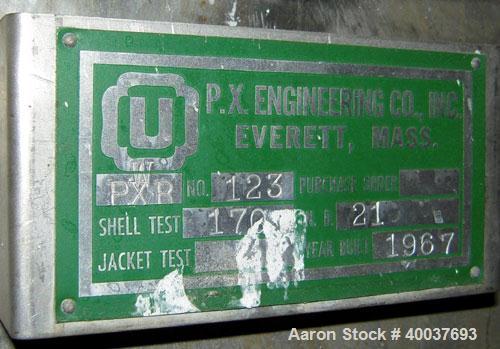 U
P.X. ENGINEERING CO., INC.
EVERETT, MASS.
W
PXR NO. 123 PURCHASE ORDER
SHELL TEST 170 N. B. 21
JACKET TEST YEAR BUILT 1967
Aaron Stock # 40037693